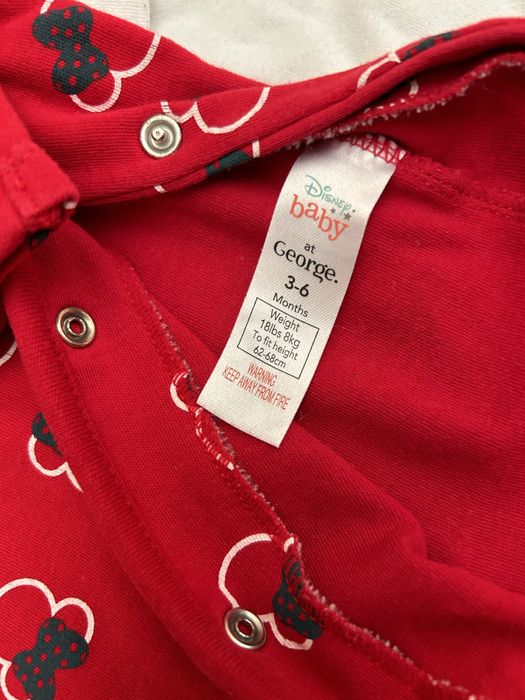 Disney
baby
at
George.
3-6
Months
Weight
18lbs 8kg
To fit height
62-68cm
WARNING
KEEP AWAY FROM FIRE